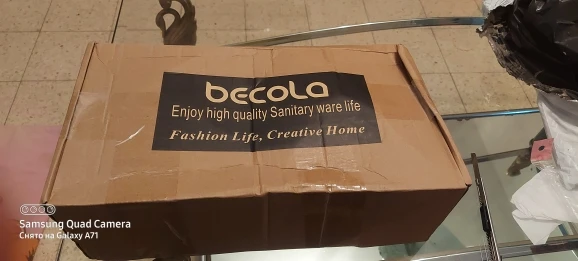 becola
Enjoy high quality Sanitary ware life
Fashion Life, Creative Home
Samsung Quad Camera
Снято на Galaxy A71